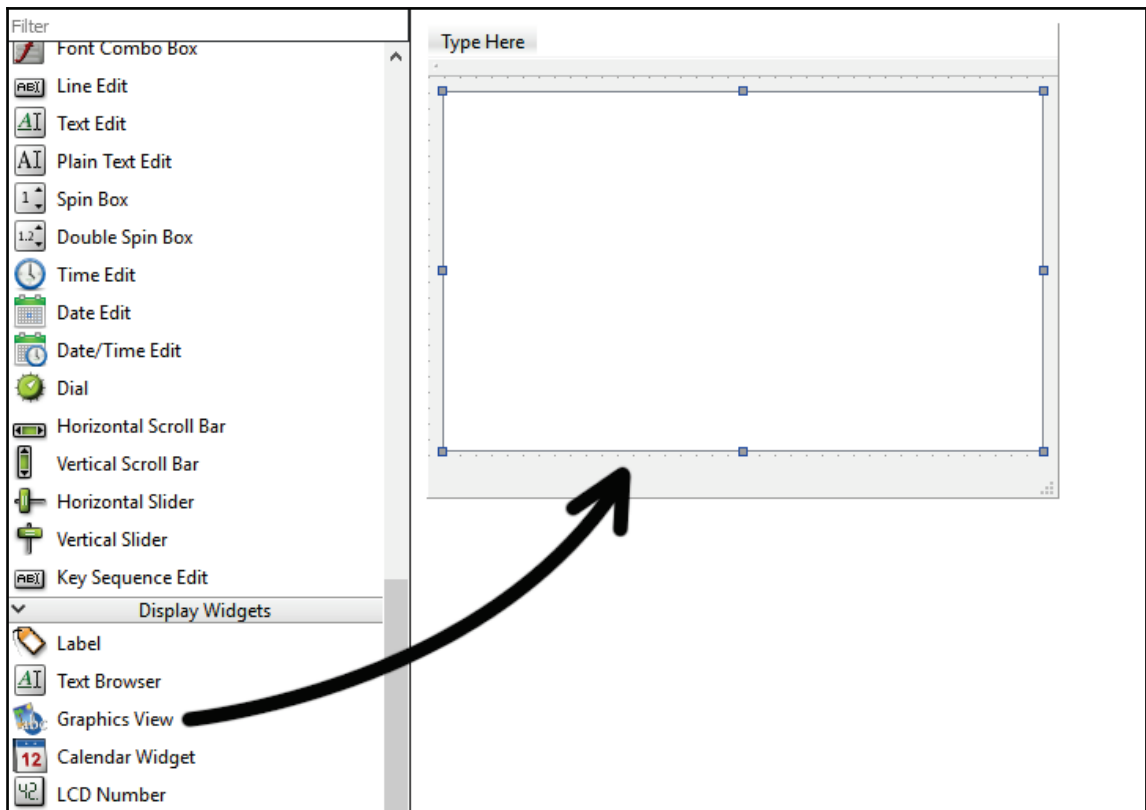 Filter
Font Combo Box
Line Edit
Text Edit
Plain Text Edit
Spin Box
Double Spin Box
Time Edit
Date Edit
Date/Time Edit
Dial
Horizontal Scroll Bar
Vertical Scroll Bar
Horizontal Slider
Vertical Slider
Key Sequence Edit
Display Widgets
Label
Text Browser
Graphics View
Calendar Widget
LCD Number
Type Here